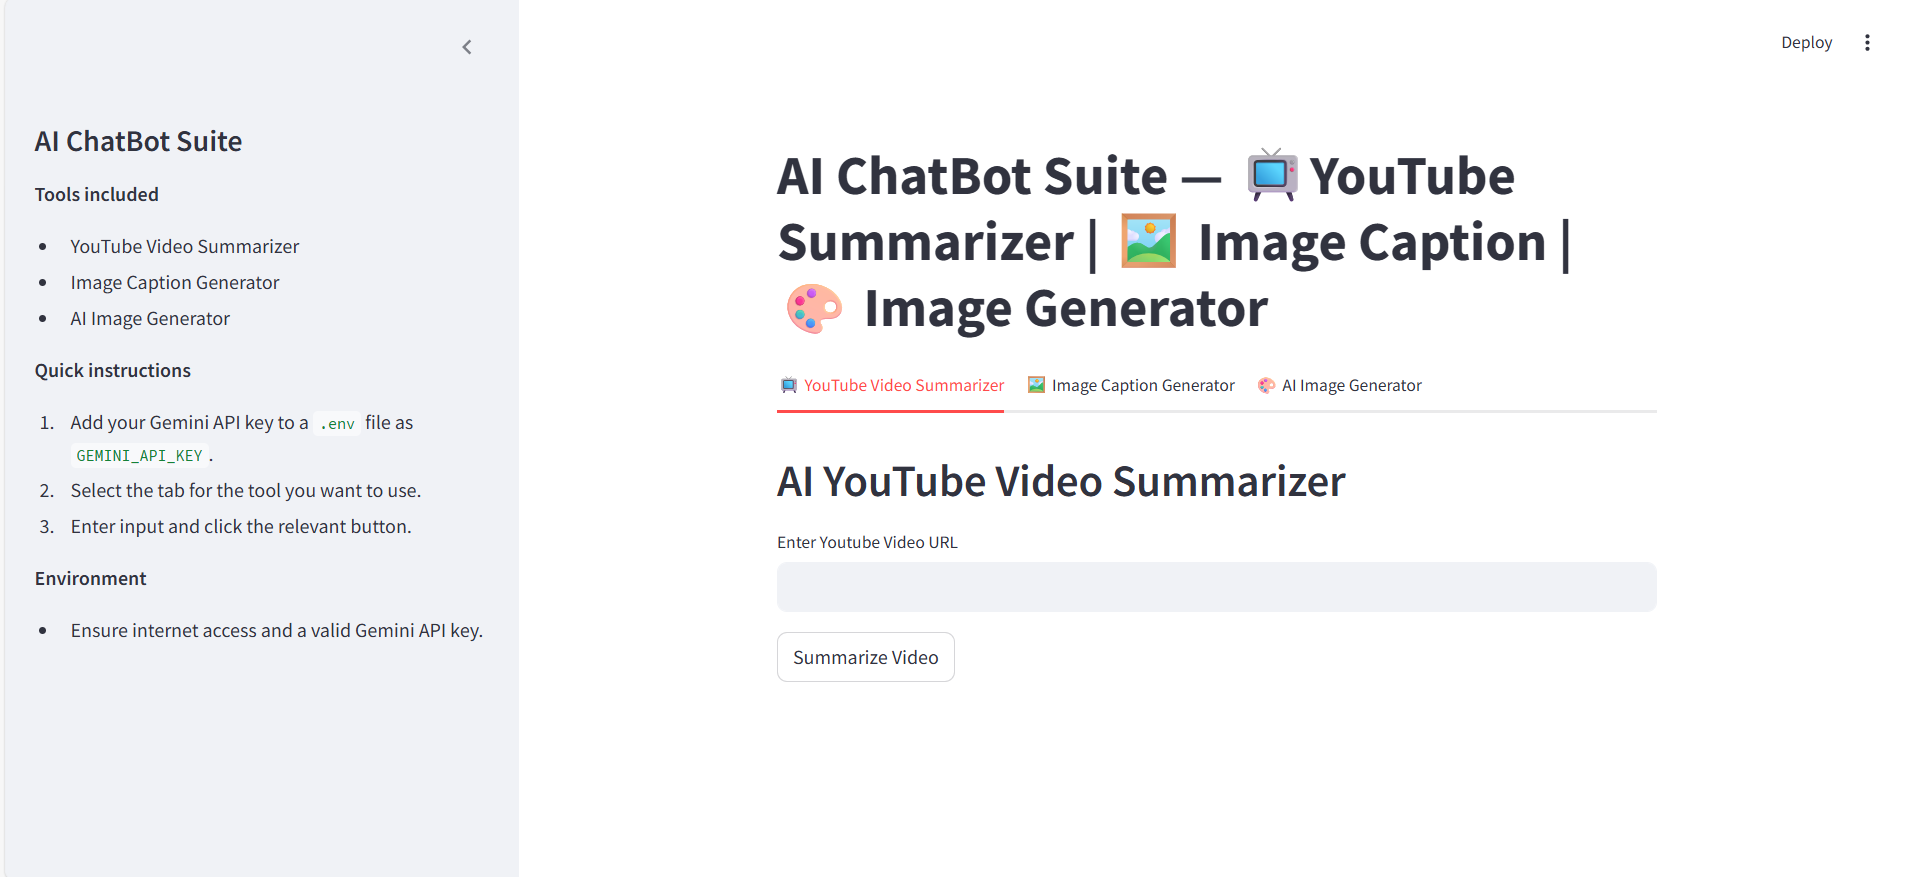 AI ChatBot Suite
Tools included
YouTube Video Summarizer
Image Caption Generator
AI Image Generator
Quick instructions
1. Add your Gemini API key to a .env file as
GEMINI_API_KEY .
2. Select the tab for the tool you want to use.
3. Enter input and click the relevant button.
Environment
Ensure internet access and a valid Gemini API key.
Deploy
AI ChatBot Suite — 📺 YouTube
Summarizer | 🖼️ Image Caption |
🎨 Image Generator
📺 YouTube Video Summarizer 🖼️ Image Caption Generator 🎨 AI Image Generator
AI YouTube Video Summarizer
Enter Youtube Video URL
Summarize Video